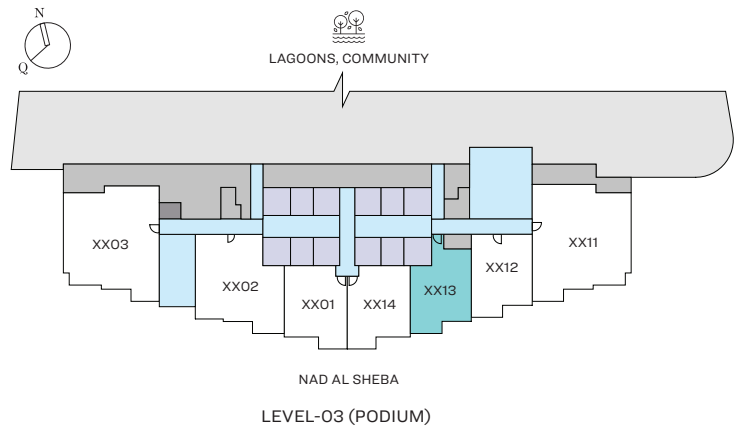 N
Q
LAGOONS, COMMUNITY
XX03
XX02
XX01
XX14
XX13
XX12
XX11
NAD AL SHEBA
LEVEL-03 (PODIUM)